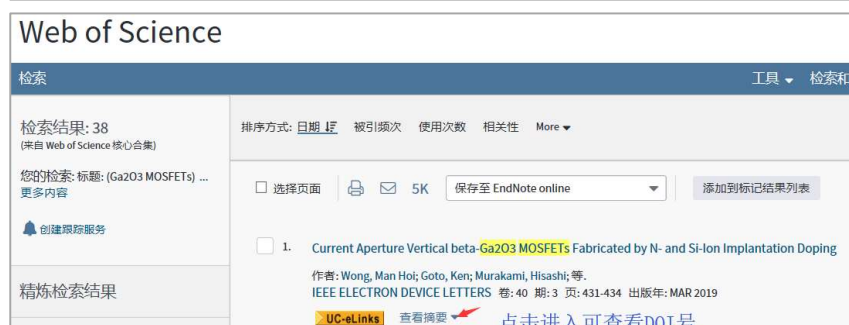 Web of Science
检索
工具
检索和
检索结果: 38
(来自 Web of Science 核心合集)
您的检索: 标题: (Ga2O3 MOSFETs) ...
更多内容
创建跟踪服务
精炼检索结果
排序方式: 日期 被引频次 使用次数 相关性 More
选择页面 5K 保存至 EndNote online 添加到标记结果列表
1. Current Aperture Vertical beta-Ga2O3 MOSFETs Fabricated by N- and Si-Ion Implantation Doping
作者: Wong, Man Hoi; Goto, Ken; Murakami, Hisashi; 等.
IEEE ELECTRON DEVICE LETTERS 卷: 40 期: 3 页: 431-434 出版年: MAR 2019
UC-eLinks 查看摘要 点击进入可查看DOI号